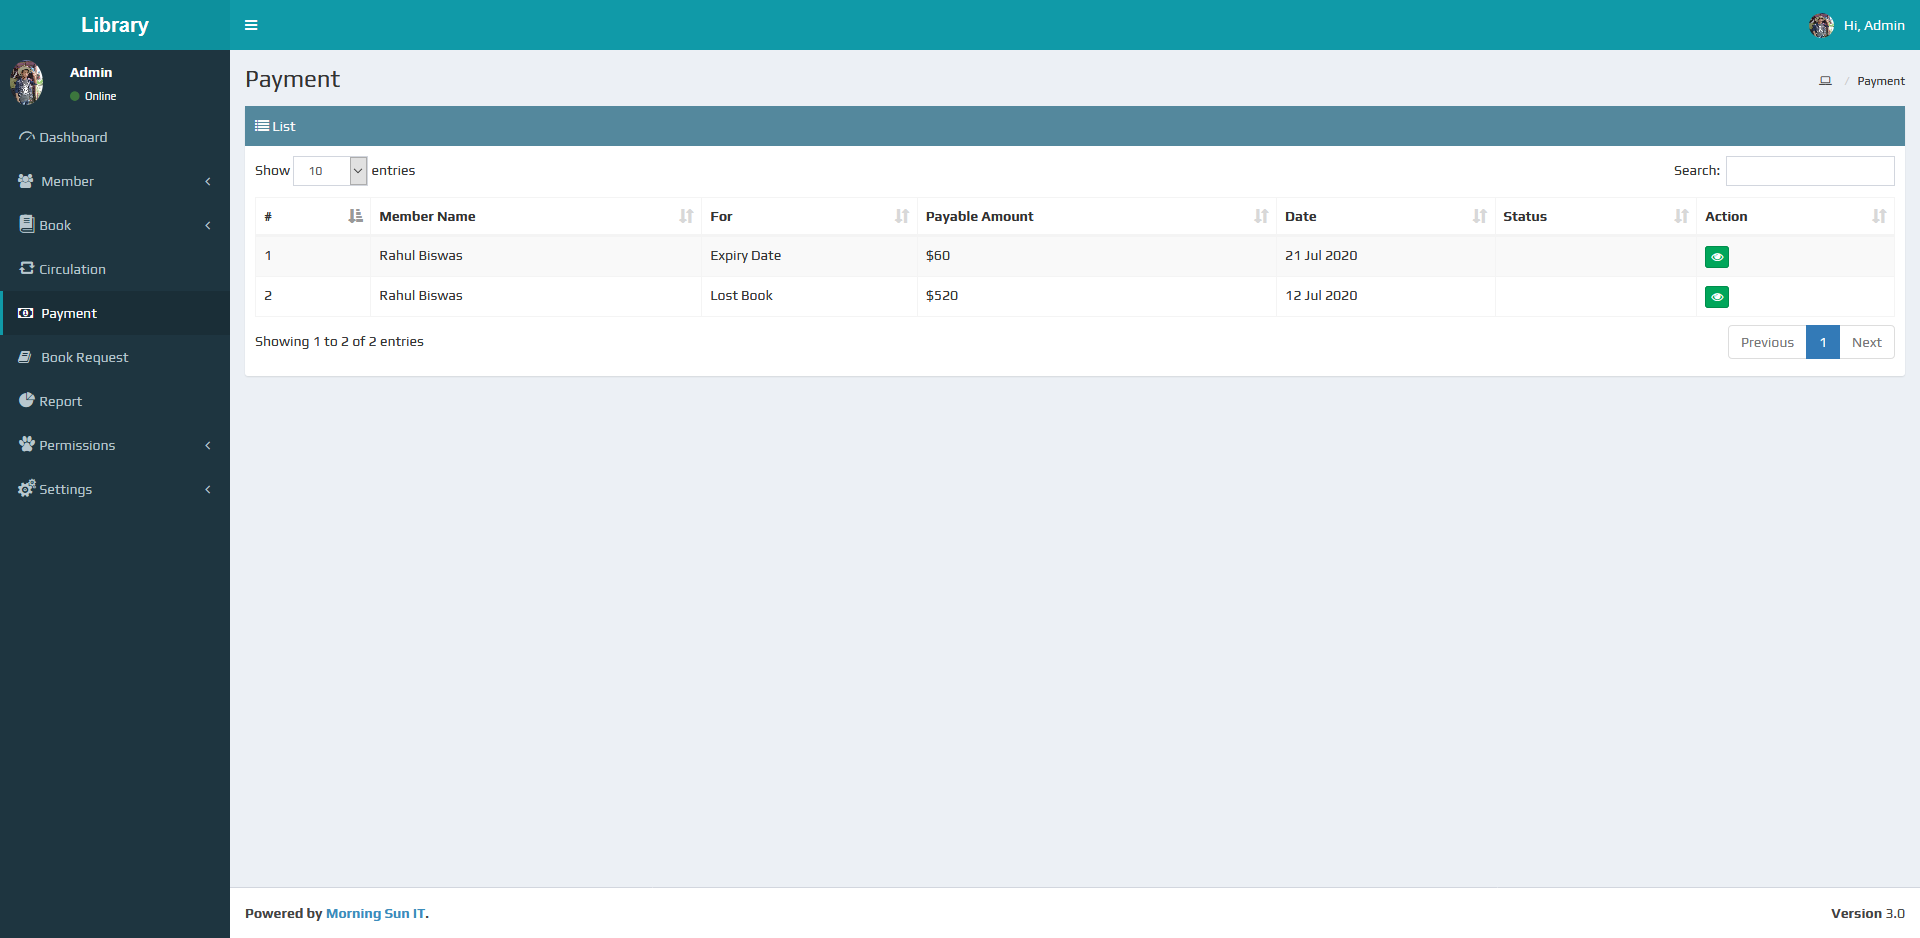 Library
Hi, Admin
Admin
Online
Dashboard
Member
Book
Circulation
Payment
Book Request
Report
Permissions
Settings
Payment
/ Payment
List
Show 10 entries
Search:
# Member Name For Payable Amount Date Status Action
1 Rahul Biswas Expiry Date $60 21 Jul 2020
2 Rahul Biswas Lost Book $520 12 Jul 2020
Showing 1 to 2 of 2 entries
Previous 1 Next
Powered by Morning Sun IT.
Version 3.0